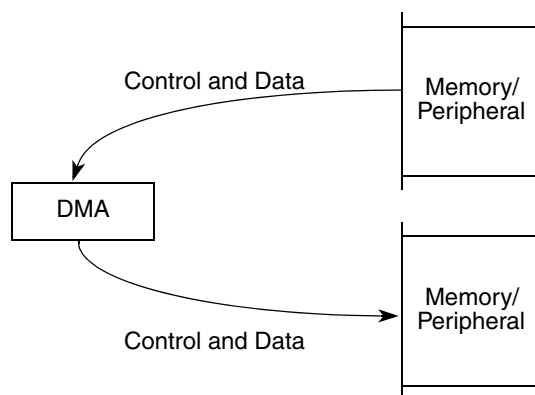 Control and Data
Memory/
Peripheral
DMA
Memory/
Peripheral
Control and Data